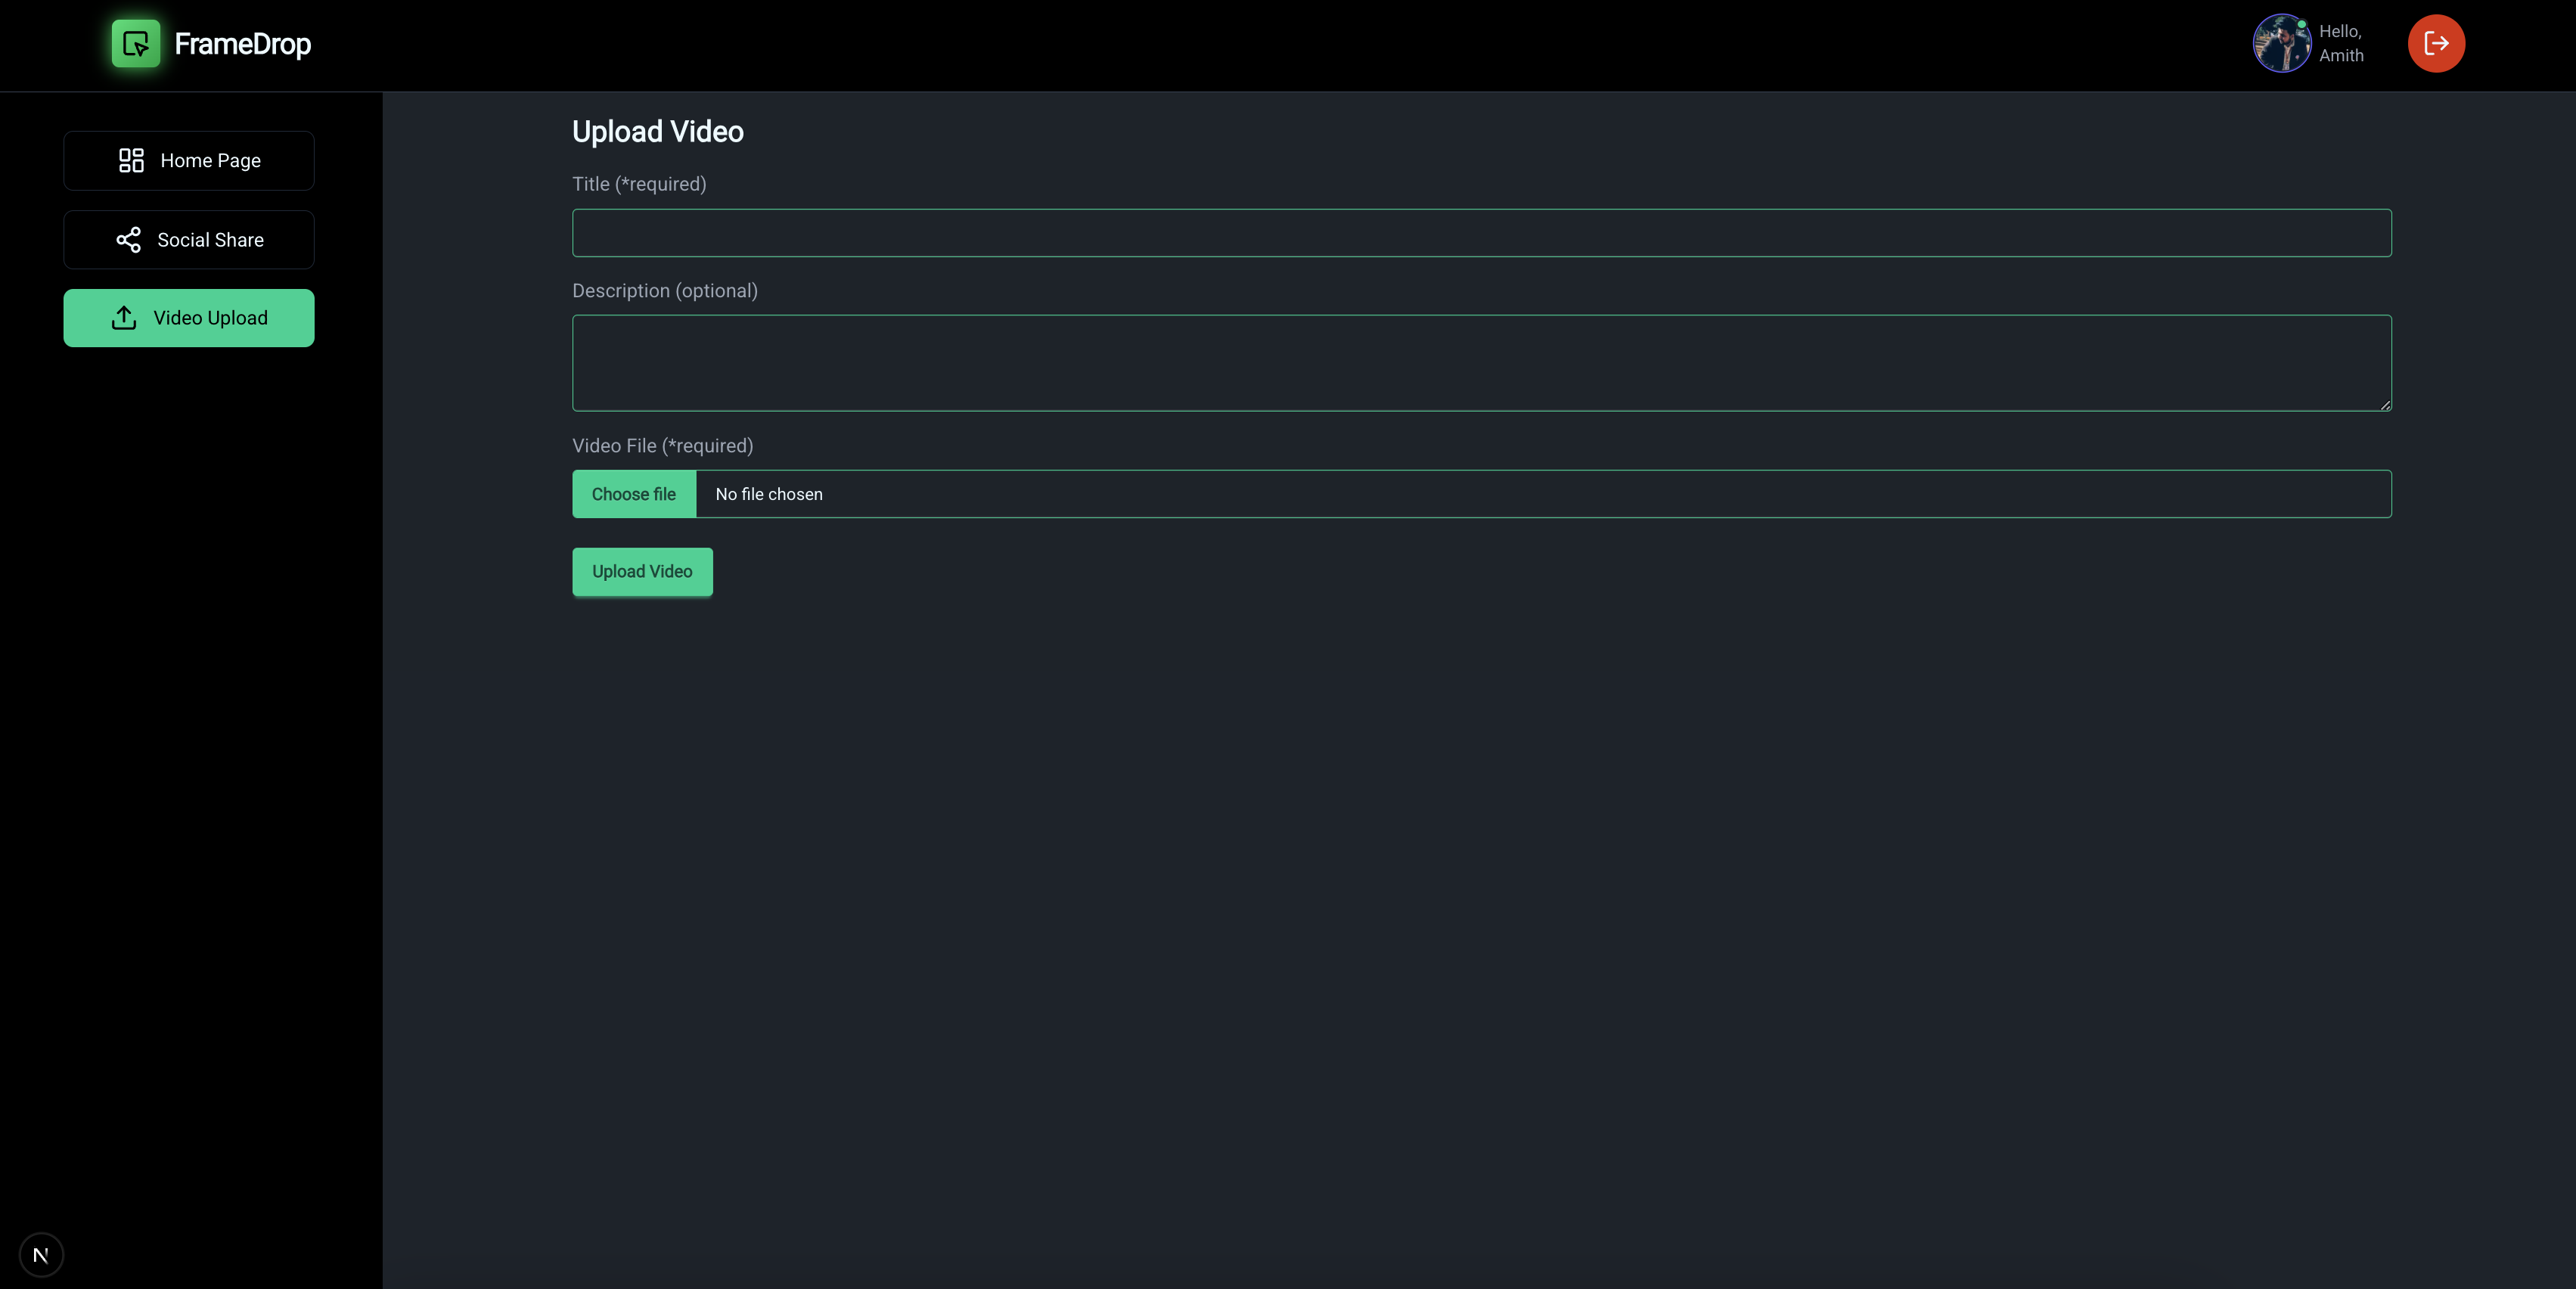 FrameDrop
Hello,
Amith
Home Page
Social Share
Video Upload
Upload Video
Title (*required)
Description (optional)
Video File (*required)
Choose file No file chosen
Upload Video
N